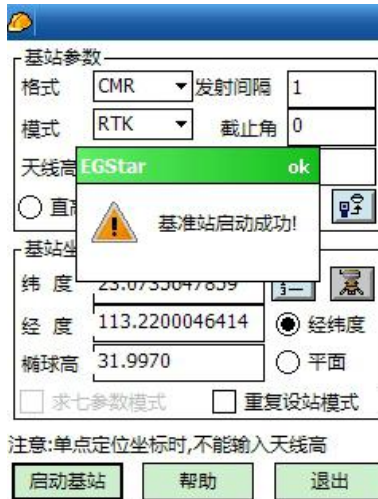 基站参数
格式 CMR 发射间隔 1
模式 RTK 截止角 0
天线高
EGStar ok
直
基准站启动成功!
基站坐
纬 度
经 度 113.2200046414 经纬度
椭球高 31.9970 平面
求七参数模式 重复设站模式
注意:单点定位坐标时,不能输入天线高
启动基站 帮助 退出